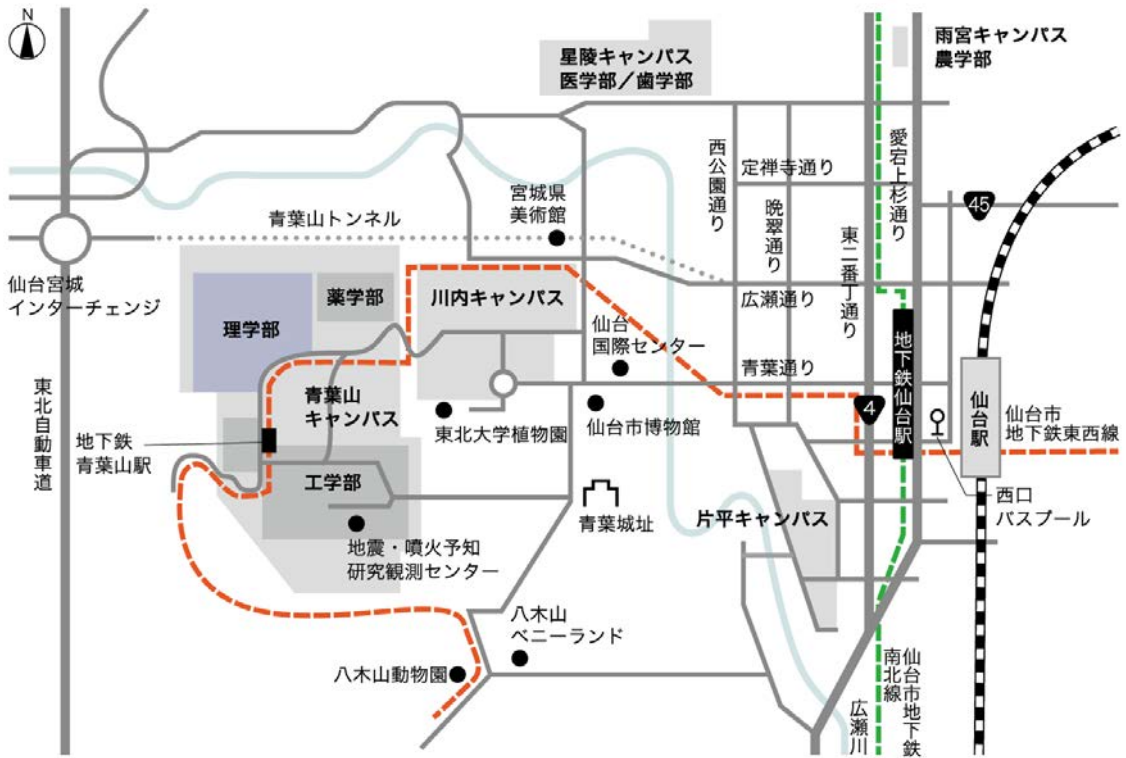 N
星陵キャンパス
医学部／歯学部
雨宮キャンパス
農学部
愛宕上杉通り
西公園通り
定禅寺通り
晩翠通り
東二番丁通り
45
宮城県
美術館
青葉山トンネル
仙台宮城
インターチェンジ
薬学部
理学部
川内キャンパス
広瀬通り
仙台
国際センター
青葉通り
地下鉄仙台駅
仙台駅
4
仙台市
地下鉄東西線
青葉山
キャンパス
東北大学植物園
仙台市博物館
東北自動車道
地下鉄
青葉山駅
工学部
青葉城址
片平キャンパス
西口
バスプール
地震・噴火予知
研究観測センター
八木山
ベニーランド
八木山動物園
広瀬川
仙台市地下鉄
南北線